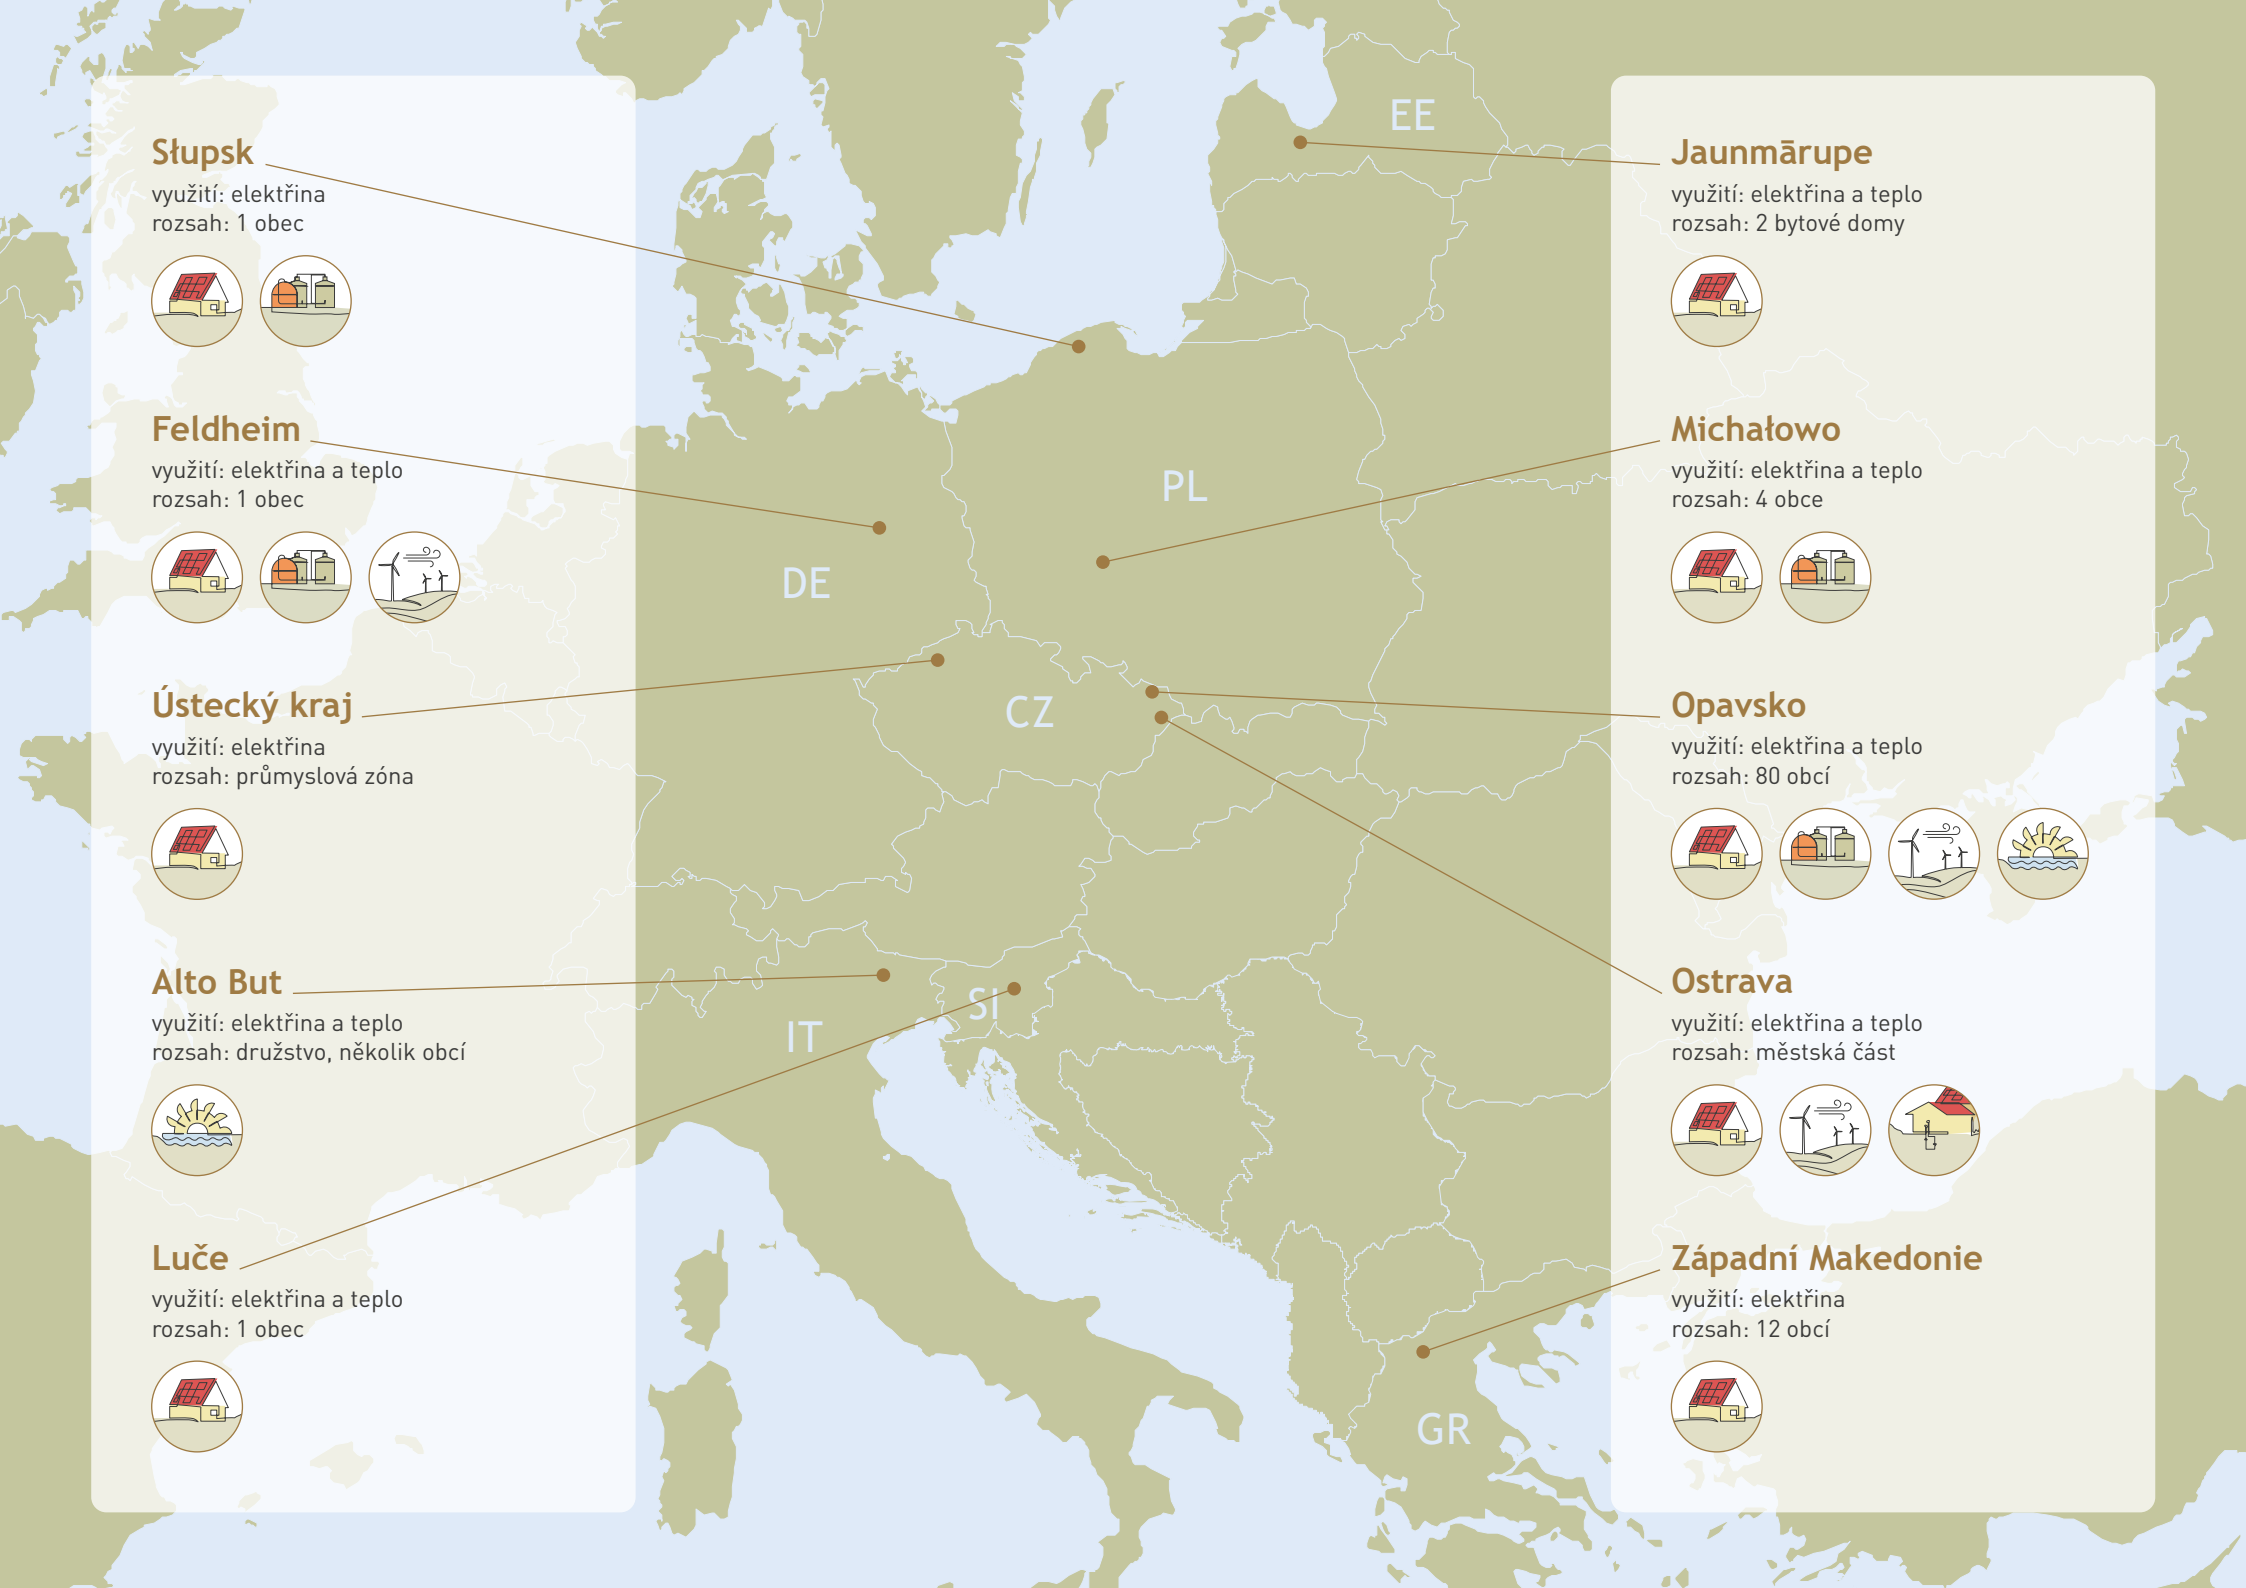 Słupsk
využití: elektřina
rozsah: 1 obec
Feldheim
využití: elektřina a teplo
rozsah: 1 obec
Ústecký kraj
využití: elektřina
rozsah: průmyslová zóna
Alto But
využití: elektřina a teplo
rozsah: družstvo, několik obcí
Luče
využití: elektřina a teplo
rozsah: 1 obec
EE
PL
DE
CZ
SI
IT
GR
Jaunmārupe
využití: elektřina a teplo
rozsah: 2 bytové domy
Michałowo
využití: elektřina a teplo
rozsah: 4 obce
Opavsko
využití: elektřina a teplo
rozsah: 80 obcí
Ostrava
využití: elektřina a teplo
rozsah: městská část
Západní Makedonie
využití: elektřina
rozsah: 12 obcí